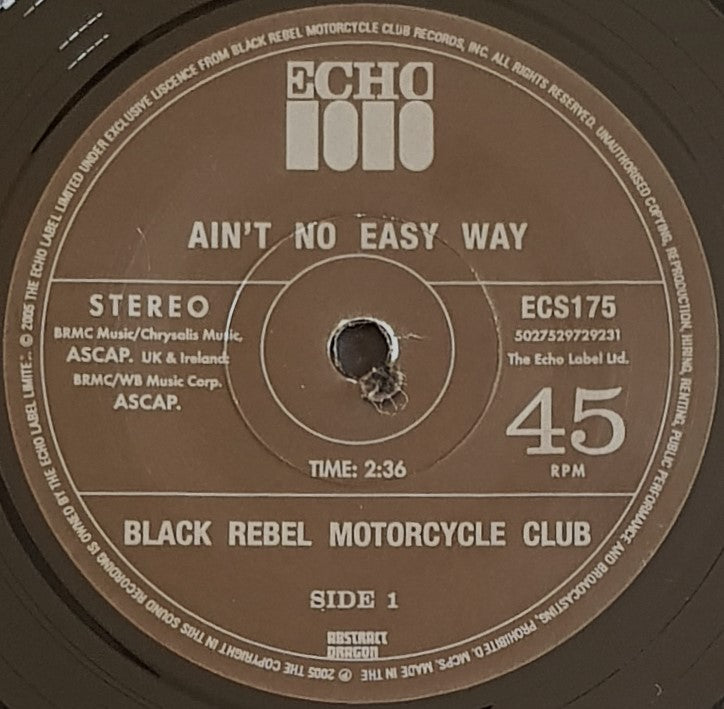 ECHO
AIN'T NO EASY WAY
STEREO
BRMC Music/Chrysalis Music,
ASCAP. UK & Ireland:
BRMC/WB Music Corp.
ASCAP.
ECS175
5027529729231
The Echo Label Ltd.
45
RPM
TIME: 2:36
BLACK REBEL MOTORCYCLE CLUB
SIDE 1
ABSTRACT
DRAGON
℗ 2005 THE COPYRIGHT IN THIS SOUND RECORDING IS OWNED BY THE ECHO LABEL LIMITE.: © 2005 THE ECHO LABEL LIMITED UNDER EXCLUSIVE LISCENCE FROM BLACK REBEL MOTORCYCLE CLUB RECORDS, INC. ALL RIGHTS RESERVED. UNAUTHORISED COPYING, REPRODUCTION, HIRING, RENTING, PUBLIC PERFORMANCE AND BROADCASTING, PROHIBITED. MCPS. MADE IN THE